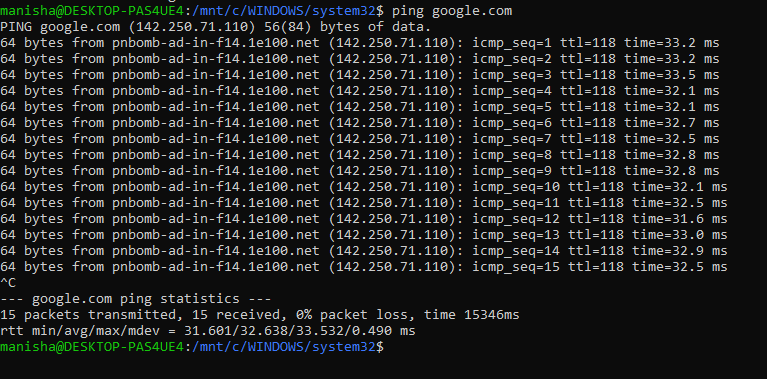 manisha@DESKTOP-PAS4UE4:/mnt/c/WINDOWS/system32$ ping google.com
PING google.com (142.250.71.110) 56(84) bytes of data.
64 bytes from pnbomb-ad-in-f14.1e100.net (142.250.71.110): icmp_seq=1 ttl=118 time=33.2 ms
64 bytes from pnbomb-ad-in-f14.1e100.net (142.250.71.110): icmp_seq=2 ttl=118 time=33.2 ms
64 bytes from pnbomb-ad-in-f14.1e100.net (142.250.71.110): icmp_seq=3 ttl=118 time=33.5 ms
64 bytes from pnbomb-ad-in-f14.1e100.net (142.250.71.110): icmp_seq=4 ttl=118 time=32.1 ms
64 bytes from pnbomb-ad-in-f14.1e100.net (142.250.71.110): icmp_seq=5 ttl=118 time=32.1 ms
64 bytes from pnbomb-ad-in-f14.1e100.net (142.250.71.110): icmp_seq=6 ttl=118 time=32.7 ms
64 bytes from pnbomb-ad-in-f14.1e100.net (142.250.71.110): icmp_seq=7 ttl=118 time=32.5 ms
64 bytes from pnbomb-ad-in-f14.1e100.net (142.250.71.110): icmp_seq=8 ttl=118 time=32.8 ms
64 bytes from pnbomb-ad-in-f14.1e100.net (142.250.71.110): icmp_seq=9 ttl=118 time=32.8 ms
64 bytes from pnbomb-ad-in-f14.1e100.net (142.250.71.110): icmp_seq=10 ttl=118 time=32.1 ms
64 bytes from pnbomb-ad-in-f14.1e100.net (142.250.71.110): icmp_seq=11 ttl=118 time=32.5 ms
64 bytes from pnbomb-ad-in-f14.1e100.net (142.250.71.110): icmp_seq=12 ttl=118 time=31.6 ms
64 bytes from pnbomb-ad-in-f14.1e100.net (142.250.71.110): icmp_seq=13 ttl=118 time=33.0 ms
64 bytes from pnbomb-ad-in-f14.1e100.net (142.250.71.110): icmp_seq=14 ttl=118 time=32.9 ms
64 bytes from pnbomb-ad-in-f14.1e100.net (142.250.71.110): icmp_seq=15 ttl=118 time=32.5 ms
^C
--- google.com ping statistics ---
15 packets transmitted, 15 received, 0% packet loss, time 15346ms
rtt min/avg/max/mdev = 31.601/32.638/33.532/0.490 ms
manisha@DESKTOP-PAS4UE4:/mnt/c/WINDOWS/system32$